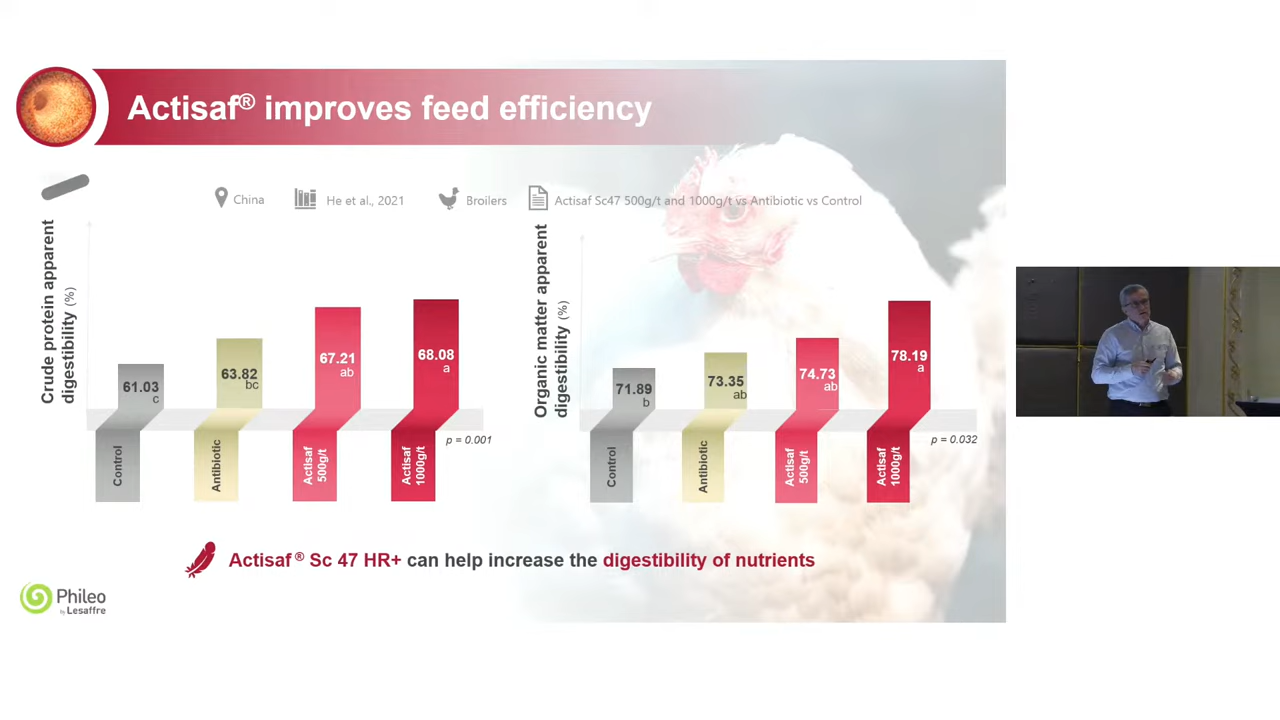 Actisaf® improves feed efficiency
China
He et al., 2021
Broilers
Actisaf Sc47 500g/t and 1000g/t vs Antibiotic vs Control
Crude protein apparent
digestibility (%)
61.03
c
63.82
bc
67.21
ab
68.08
a
p = 0.001
Control
Antibiotic
Actisaf
500g/t
Actisaf
1000g/t
Organic matter apparent
digestibility (%)
71.89
b
73.35
ab
74.73
ab
78.19
a
p = 0.032
Control
Antibiotic
Actisaf
500g/t
Actisaf
1000g/t
Actisaf® Sc 47 HR+ can help increase the digestibility of nutrients
Phileo
by Lesaffre